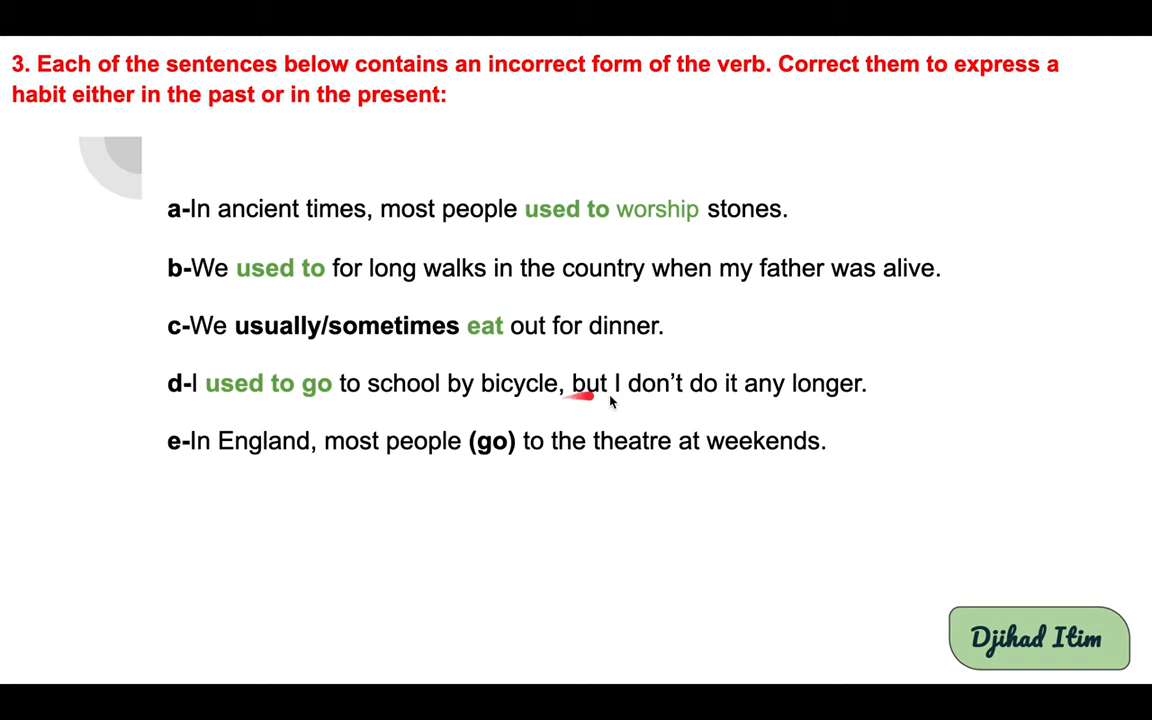 3. Each of the sentences below contains an incorrect form of the verb. Correct them to express a
habit either in the past or in the present:
a-In ancient times, most people used to worship stones.
b-We used to for long walks in the country when my father was alive.
c-We usually/sometimes eat out for dinner.
d-I used to go to school by bicycle, but I don’t do it any longer.
e-In England, most people (go) to the theatre at weekends.
Djihad Itim